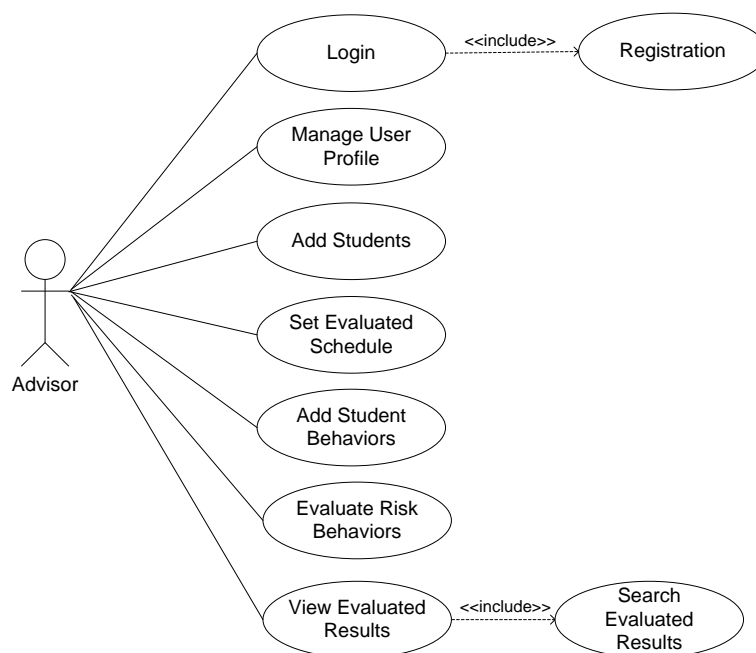 Login
<<include>>
Registration
Manage User
Profile
Add Students
Set Evaluated
Schedule
Advisor
Add Student
Behaviors
Evaluate Risk
Behaviors
View Evaluated
Results
<<include>>
Search
Evaluated
Results